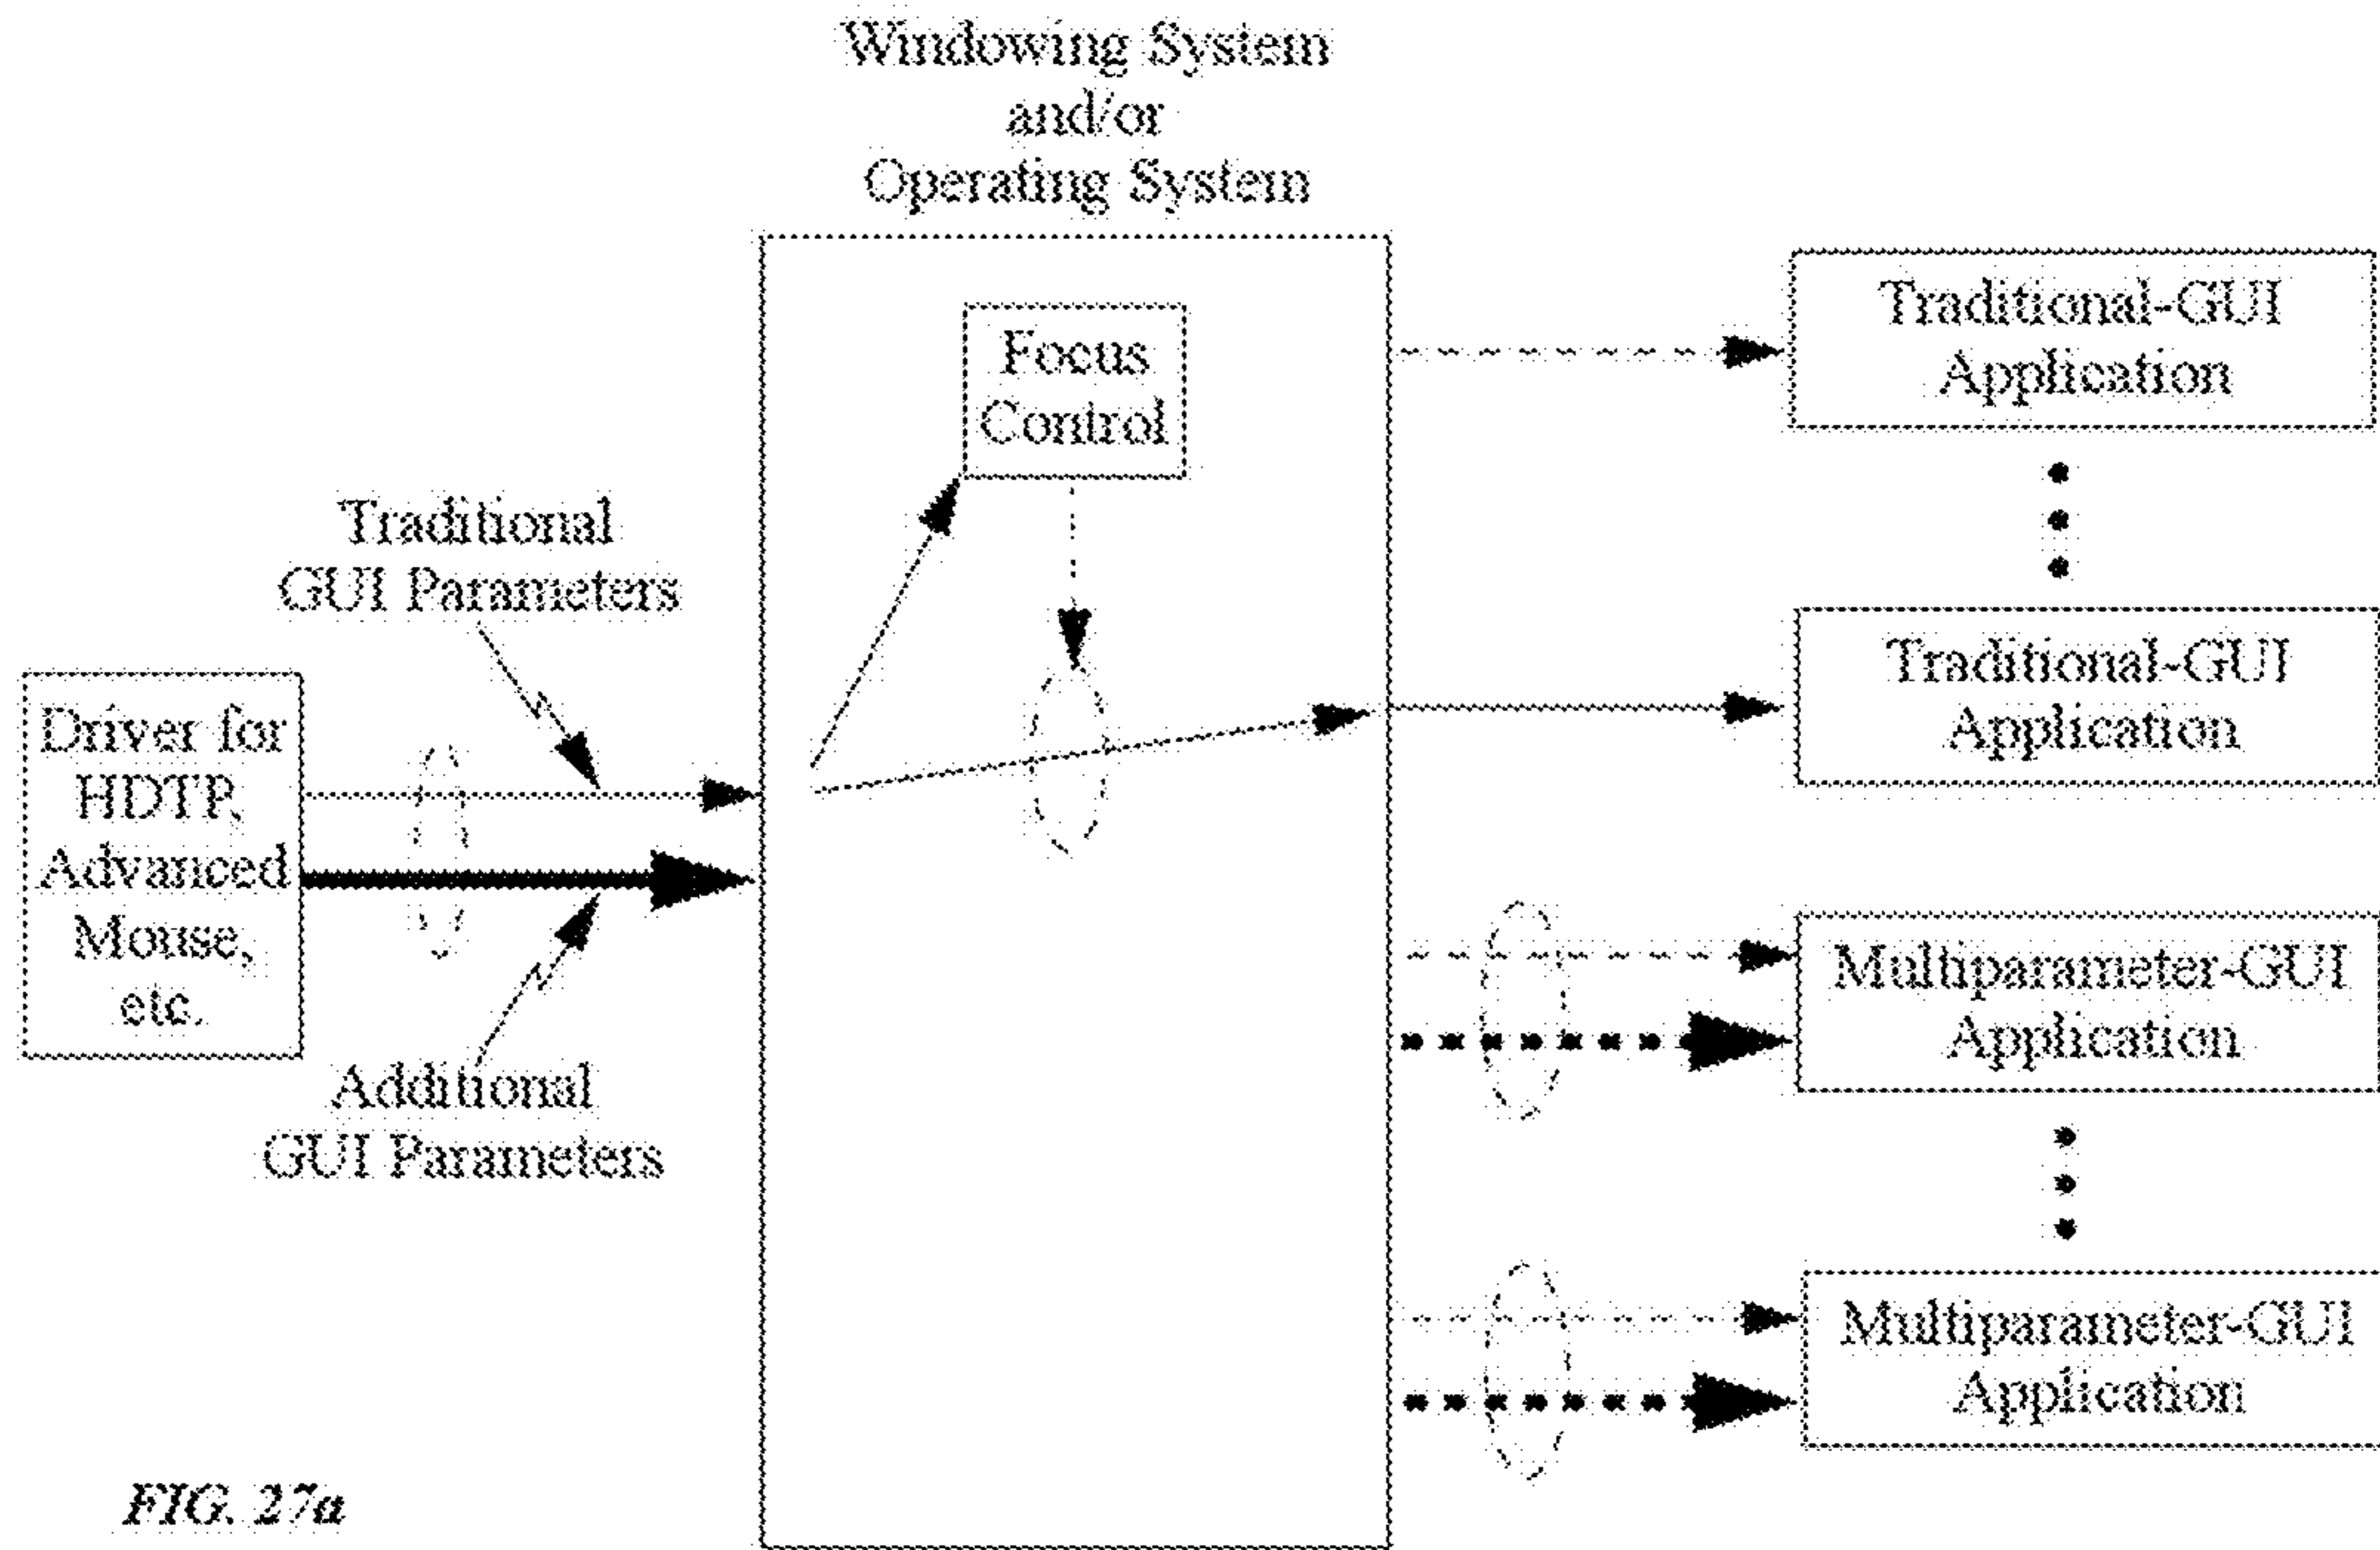 Windowing System
and/or
Operating System
Focus
Control
Traditional-GUI
Application
Traditional
GUI Parameters
Traditional-GUI
Application
Driver for
HDTP,
Advanced
Mouse,
etc.
Multiparameter-GUI
Application
Additional
GUI Parameters
Multiparameter-GUI
Application
FIG. 27a